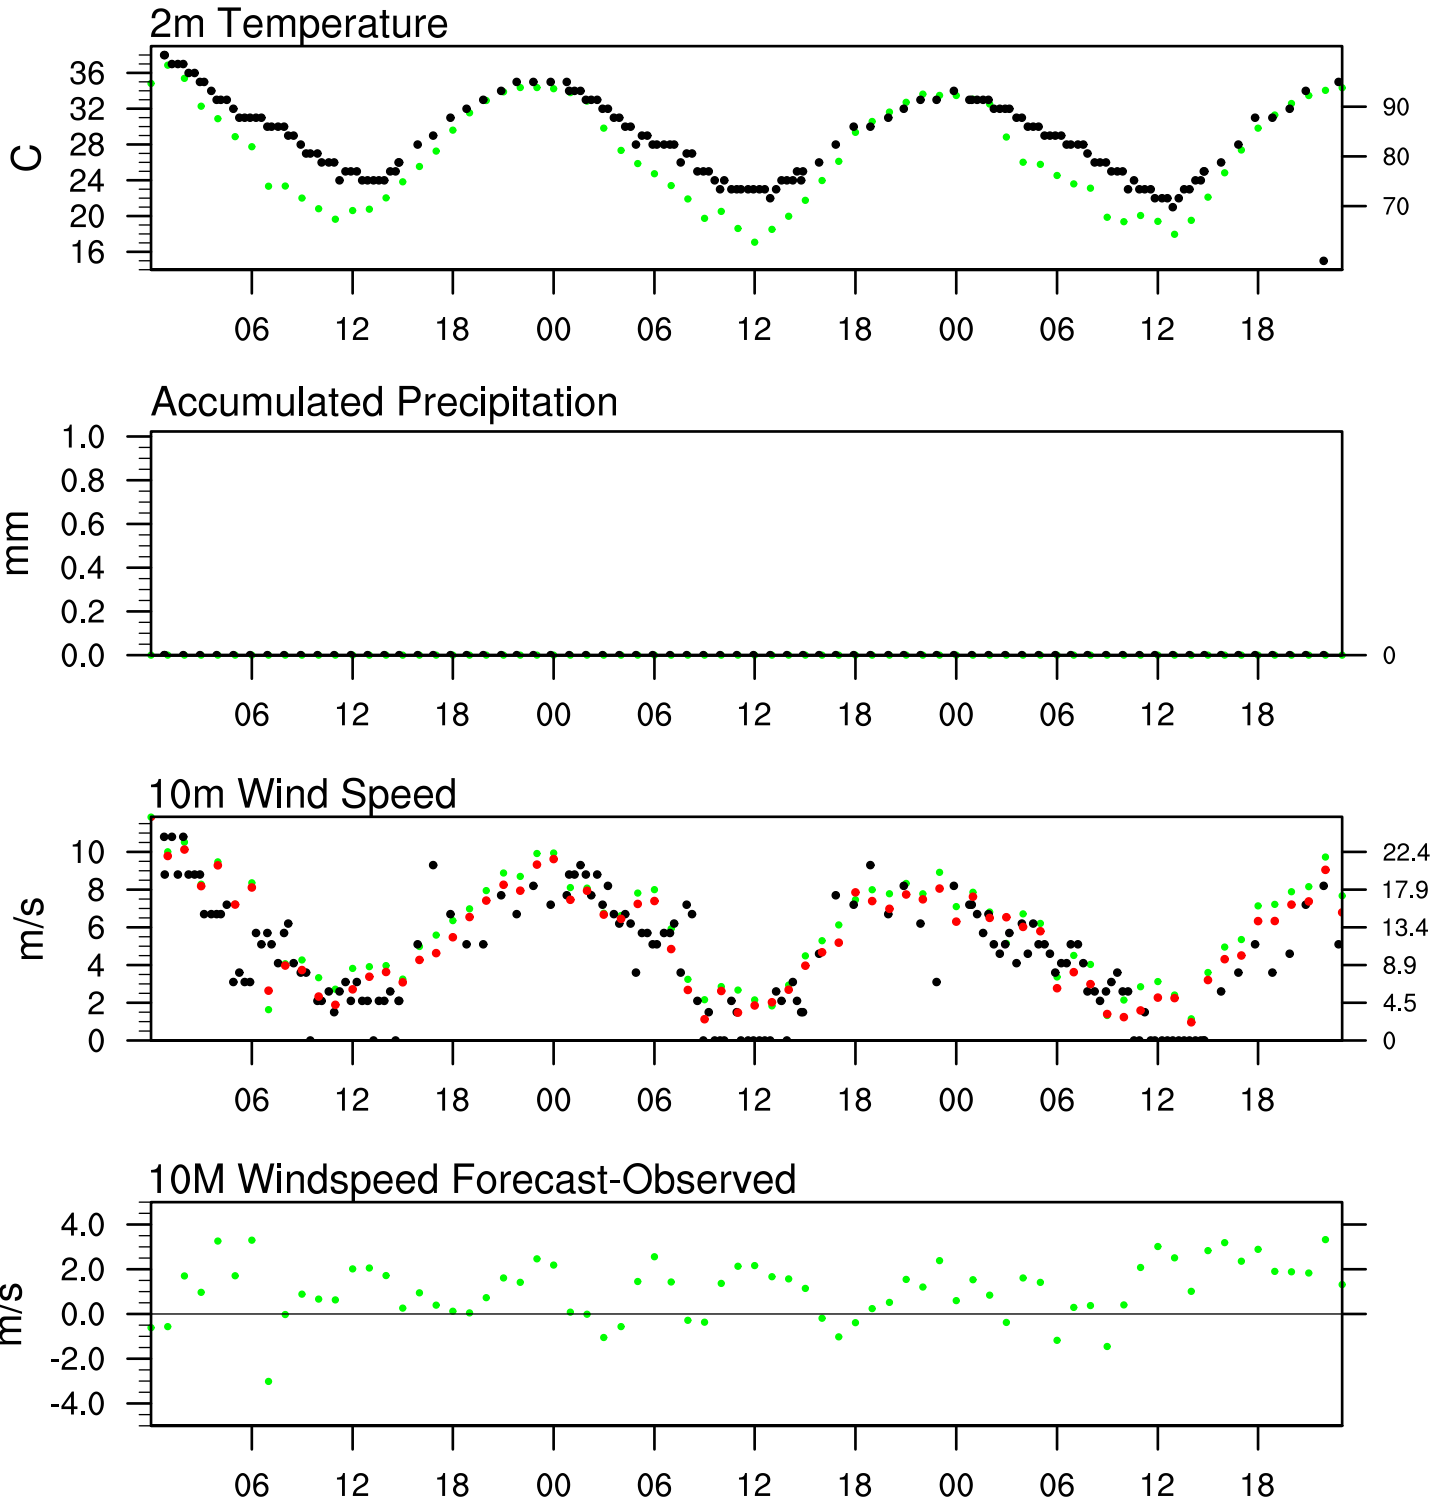 2m Temperature
36
32
28
24
20
16
C
90
80
70
06 12 18 00 06 12 18 00 06 12 18
Accumulated Precipitation
1.0
0.8
0.6
0.4
0.2
0.0
mm
0
06 12 18 00 06 12 18 00 06 12 18
10m Wind Speed
10
8
6
4
2
0
m/s
22.4
17.9
13.4
8.9
4.5
0
06 12 18 00 06 12 18 00 06 12 18
10M Windspeed Forecast-Observed
4.0
2.0
0.0
-2.0
-4.0
m/s
06 12 18 00 06 12 18 00 06 12 18